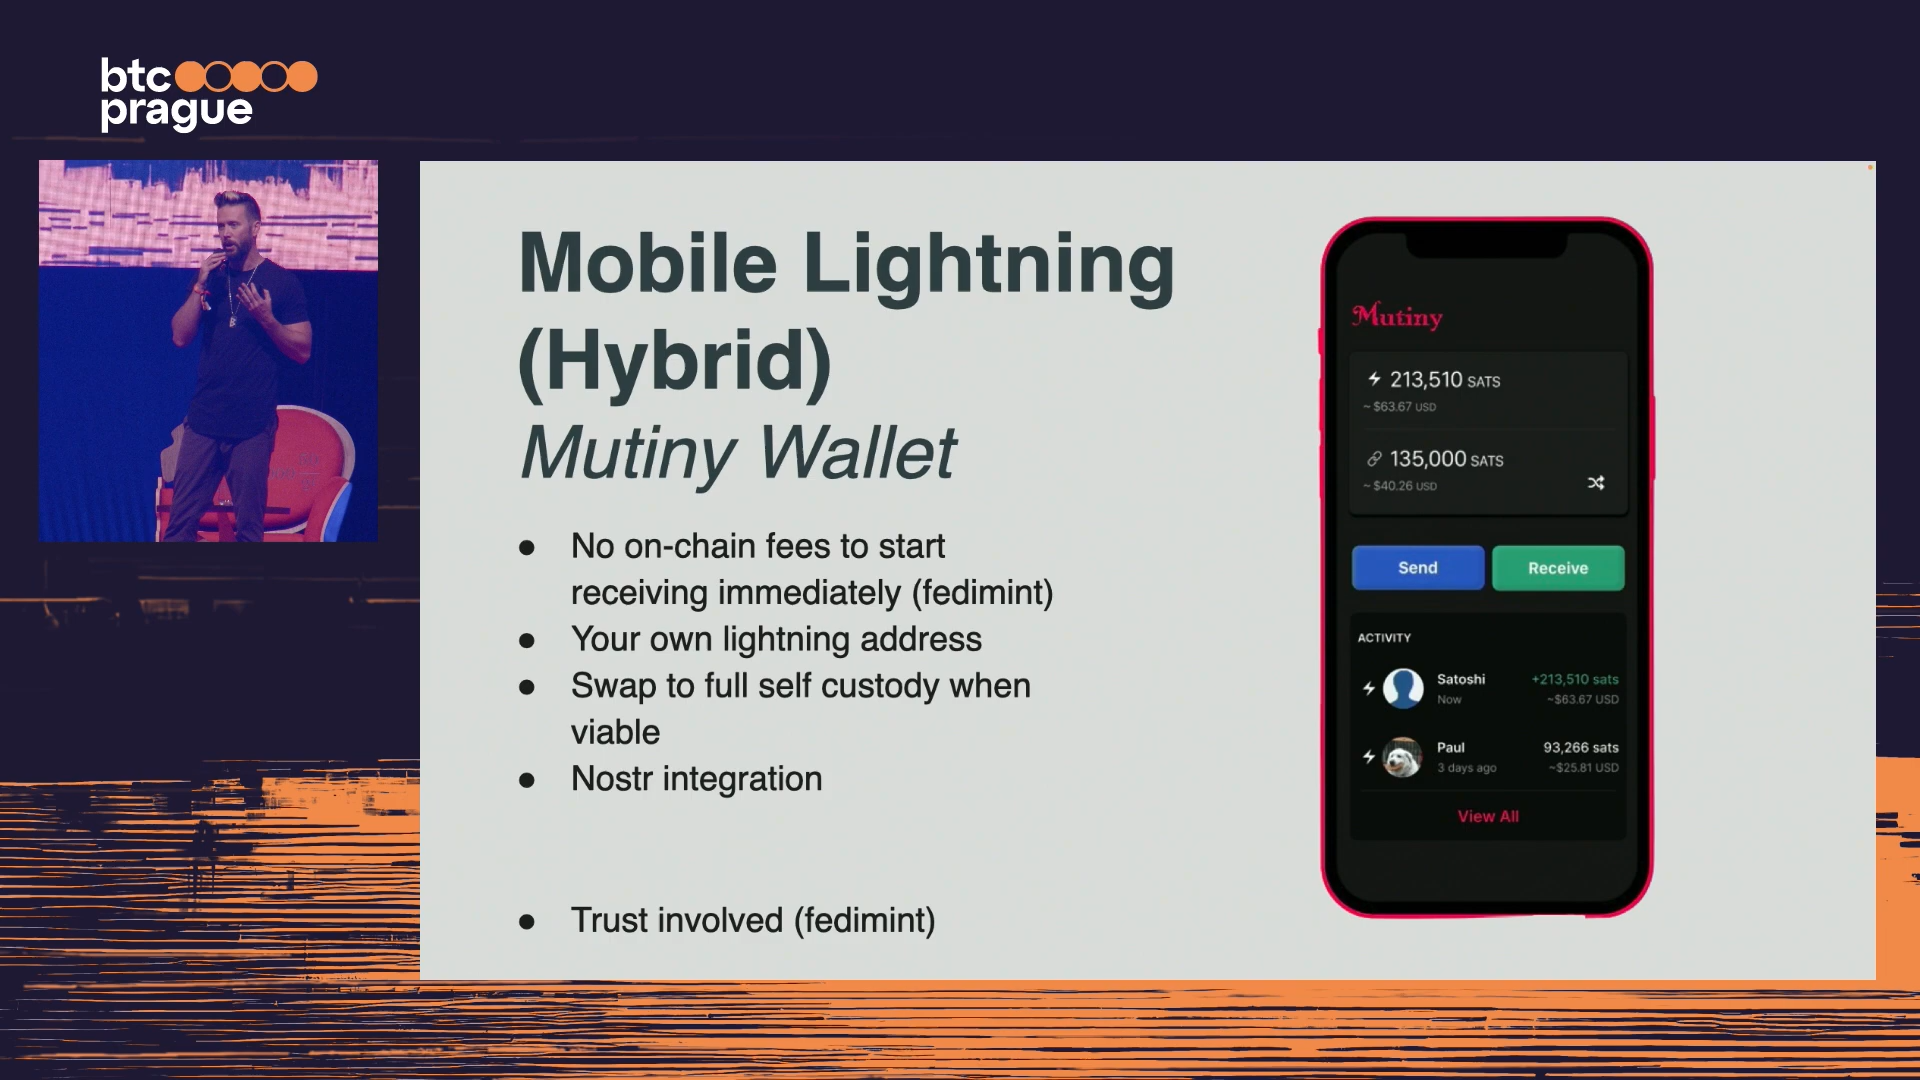 btc
prague
Mobile Lightning
(Hybrid)
Mutiny Wallet
● No on-chain fees to start
receiving immediately (fedimint)
● Your own lightning address
● Swap to full self custody when
viable
● Nostr integration
● Trust involved (fedimint)
Mutiny
213,510 SATS
~ $63.67 USD
135,000 SATS
~ $40.26 USD
Send Receive
ACTIVITY
Satoshi +213,510 sats
Now ~$63.67 USD
Paul 93,266 sats
3 days ago ~$25.81 USD
View All